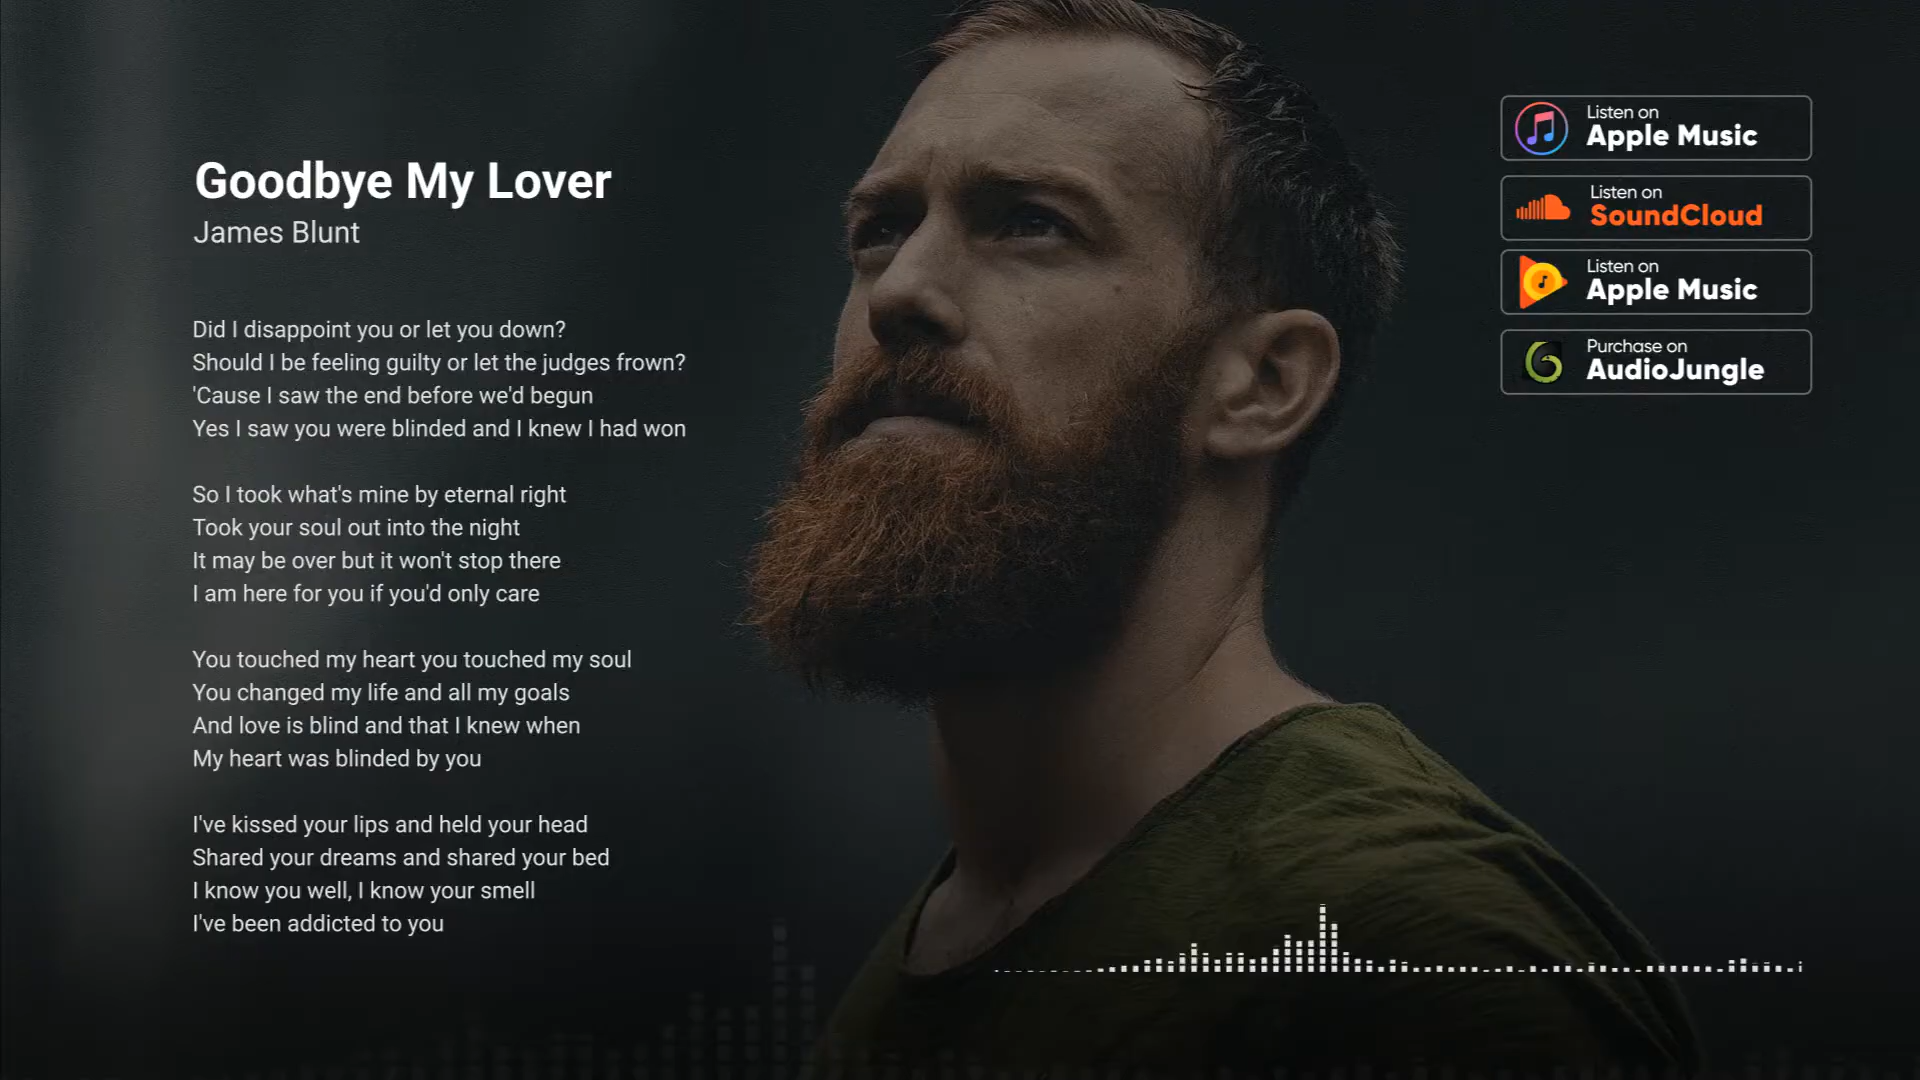 Goodbye My Lover
James Blunt
Did I disappoint you or let you down?
Should I be feeling guilty or let the judges frown?
'Cause I saw the end before we'd begun
Yes I saw you were blinded and I knew I had won
So I took what's mine by eternal right
Took your soul out into the night
It may be over but it won't stop there
I am here for you if you'd only care
You touched my heart you touched my soul
You changed my life and all my goals
And love is blind and that I knew when
My heart was blinded by you
I've kissed your lips and held your head
Shared your dreams and shared your bed
I know you well, I know your smell
I've been addicted to you
Listen on
Apple Music
Listen on
SoundCloud
Listen on
Apple Music
Purchase on
AudioJungle